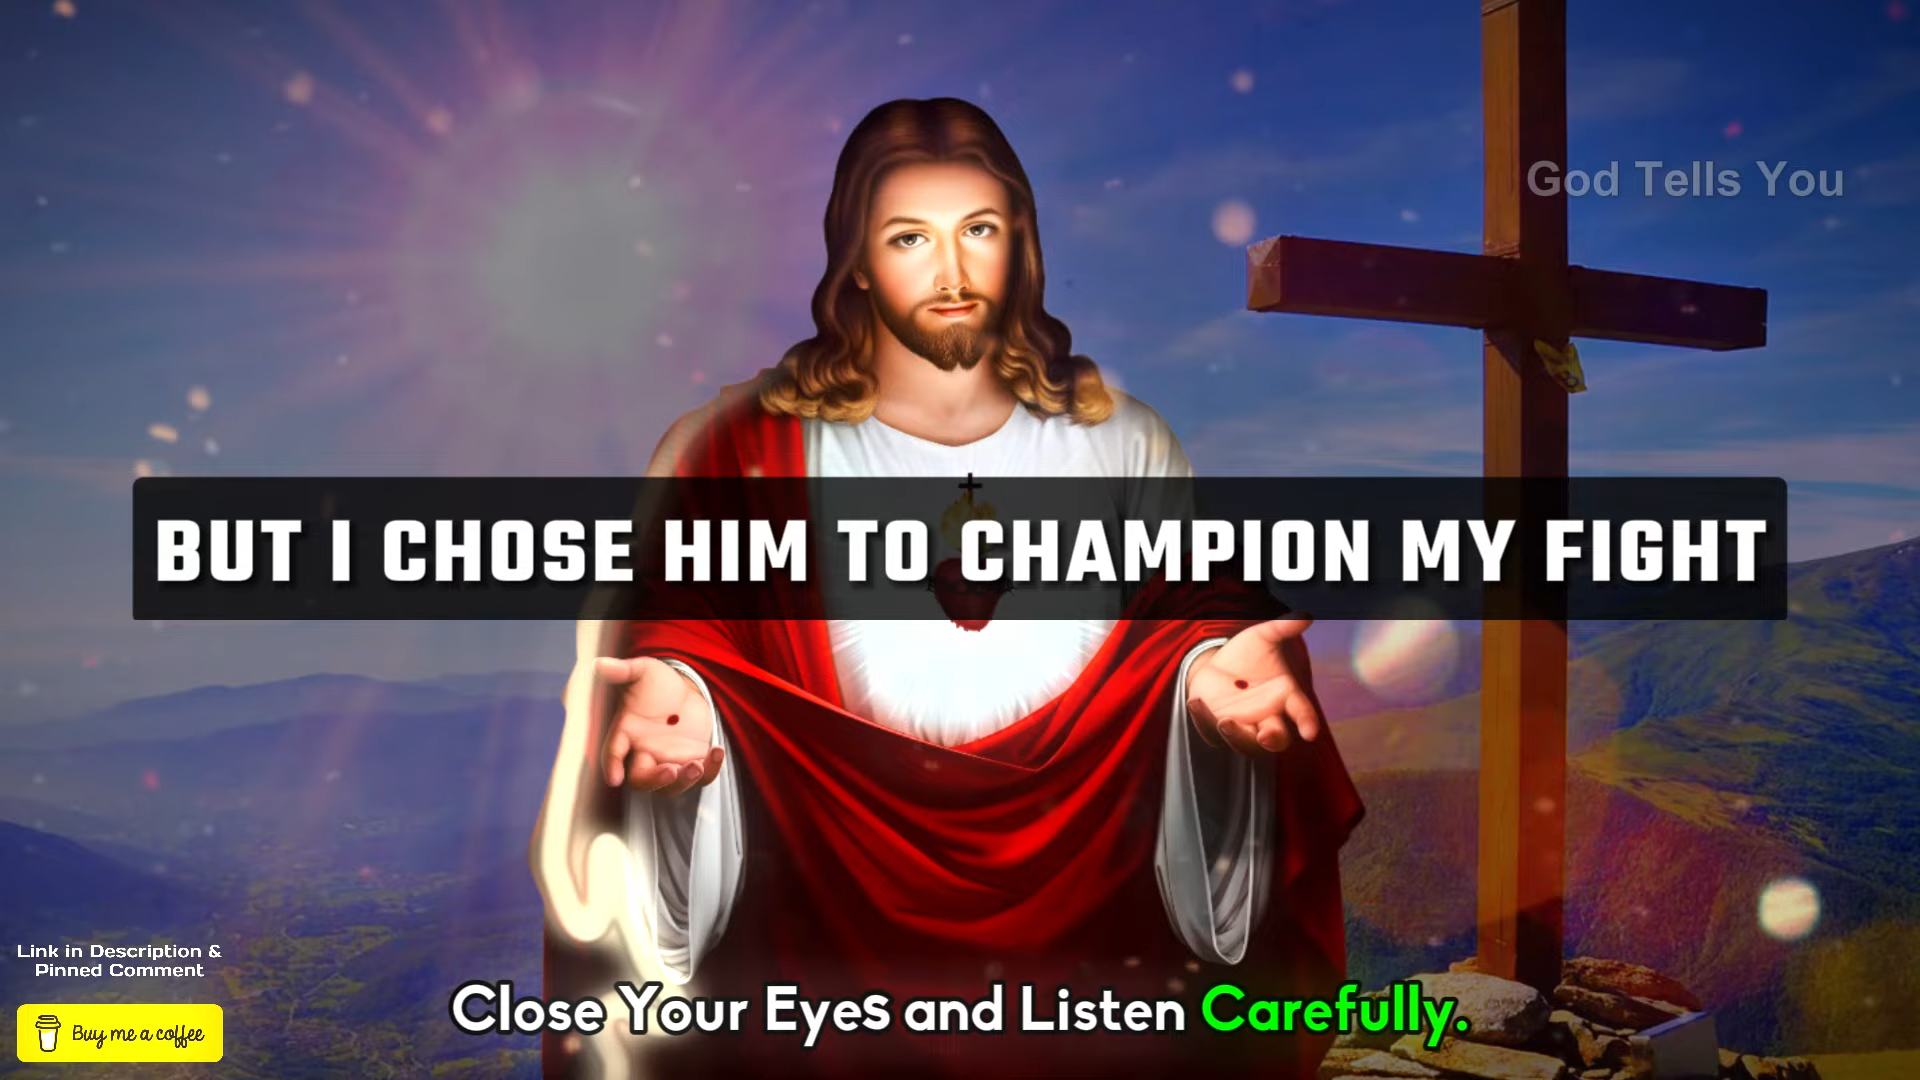 God Tells You
BUT I CHOSE HIM TO CHAMPION MY FIGHT
Link in Description &
Pinned Comment
Buy me a coffee
Close Your Eyes and Listen Carefully.